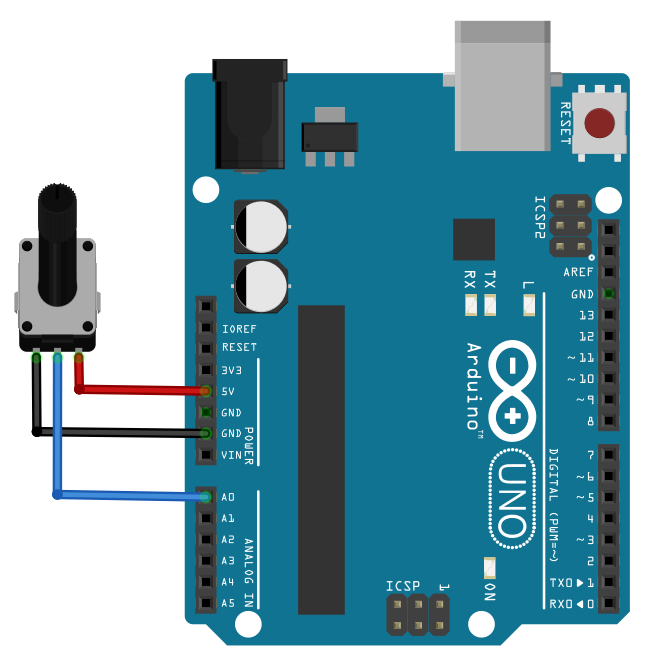 RESET
ICSP2
AREF
GND
13
12
~11
~10
~9
8
7
~6
~5
4
~3
2
TX0▶1
RX0◀0
DIGITAL (PWM=~)
RX
TX
L
Arduino™
UNO
ON
ICSP
1
IOREF
RESET
3V3
5V
GND
GND
VIN
POWER
A0
A1
A2
A3
A4
A5
ANALOG IN